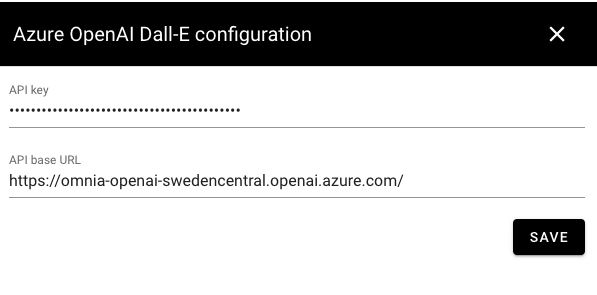 Azure OpenAI Dall-E configuration
API key
•••••••••••••••••••••••••••••••••••••••••••
API base URL
https://omnia-openai-swedencentral.openai.azure.com/
SAVE